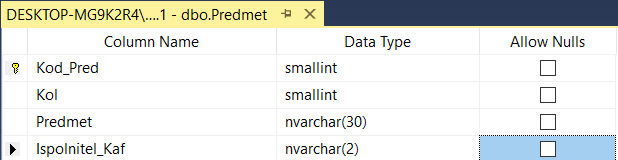 DESKTOP-MG9K2R4\....1 - dbo.Predmet
Column Name Data Type Allow Nulls
Kod_Pred smallint
Kol smallint
Predmet nvarchar(30)
Ispolnitel_Kaf nvarchar(2)